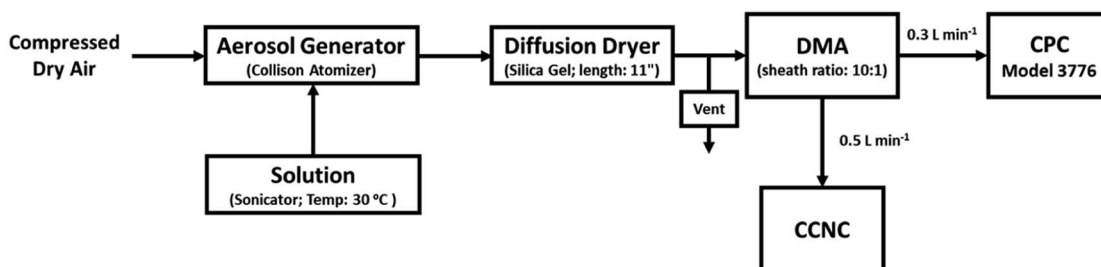 Compressed
Dry Air
Aerosol Generator
(Collison Atomizer)
Diffusion Dryer
(Silica Gel; length: 11")
Vent
DMA
(sheath ratio: 10:1)
0.3 L min⁻¹
CPC
Model 3776
0.5 L min⁻¹
Solution
(Sonicator; Temp: 30 ºC )
CCNC